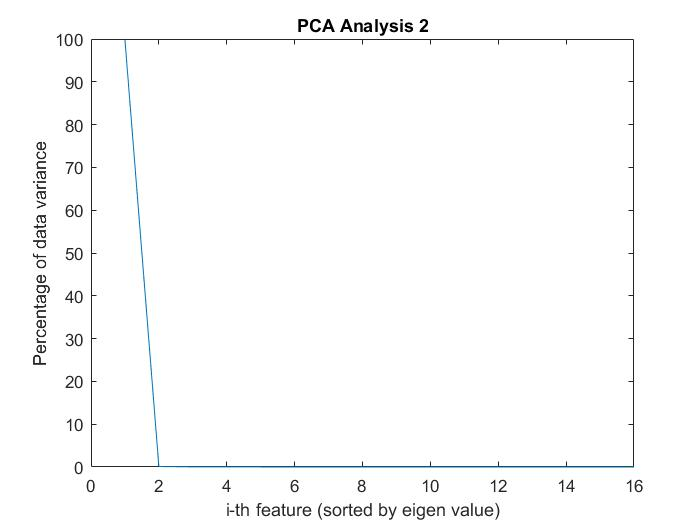 PCA Analysis 2
100
90
80
70
60
50
40
30
20
10
0
Percentage of data variance
0 2 4 6 8 10 12 14 16
i-th feature (sorted by eigen value)